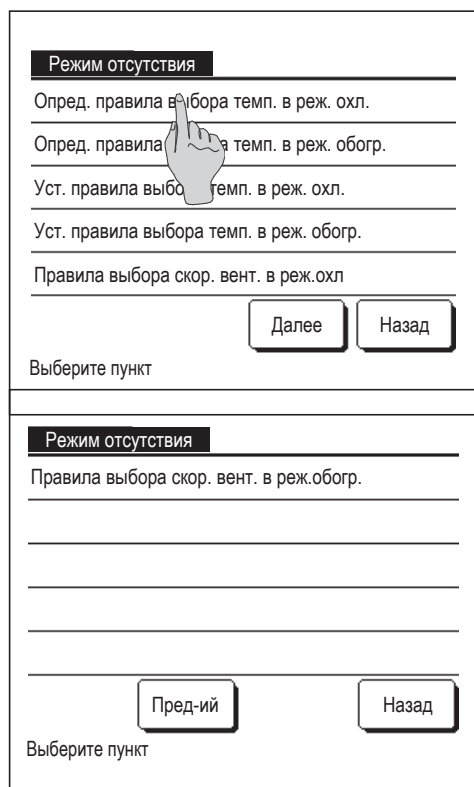 Режим отсутствия
Опред. правила выбора темп. в реж. охл.
Опред. правила темп. в реж. обогр.
Уст. правила выбо темп. в реж. охл.
Уст. правила выбора темп. в реж. обогр.
Правила выбора скор. вент. в реж.охл
Далее Назад
Выберите пункт
Режим отсутствия
Правила выбора скор. вент. в реж.обогр.
Пред-ий Назад
Выберите пункт